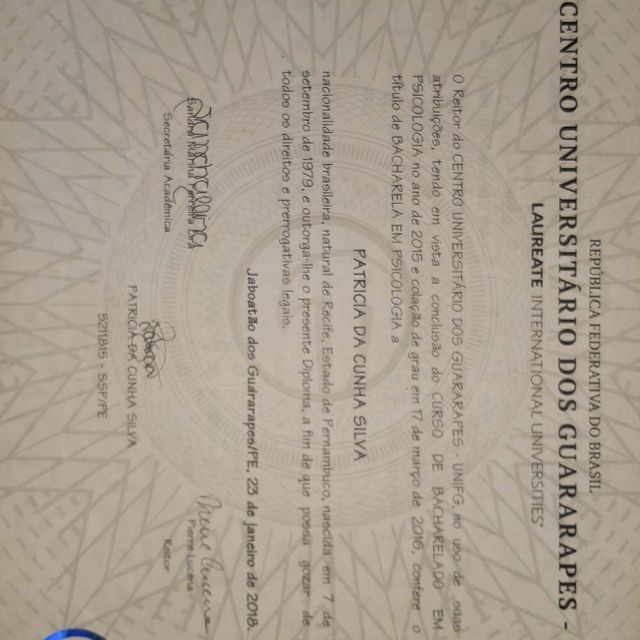 REPÚBLICA FEDERATIVA DO BRASIL
CENTRO UNIVERSITÁRIO DOS GUARARAPES -
LAUREATE INTERNATIONAL UNIVERSITIES
O Reitor do CENTRO UNIVERSITÁRIO DOS GUARARAPES - UNIFG, no uso de suas
atribuições, tendo em vista a conclusão do CURSO DE BACHARELADO EM
PSICOLOGIA no ano de 2015 e colação de grau em 17 de março de 2016, confere o
título de BACHARELA EM PSICOLOGIA a
PATRICIA DA CUNHA SILVA
nacionalidade brasileira, natural de Recife, Estado de Pernambuco, nascida em 7 de
setembro de 1979, e outorga-lhe o presente Diploma, a fim de que possa gozar de
todos os direitos e prerrogativas legais.
Jaboatão dos Guararapes/PE, 23 de janeiro de 2018.
Secretária Acadêmica
PATRICIA DA CUNHA SILVA
5211815 - SSP/PE
Pierre Lucena
Reitor